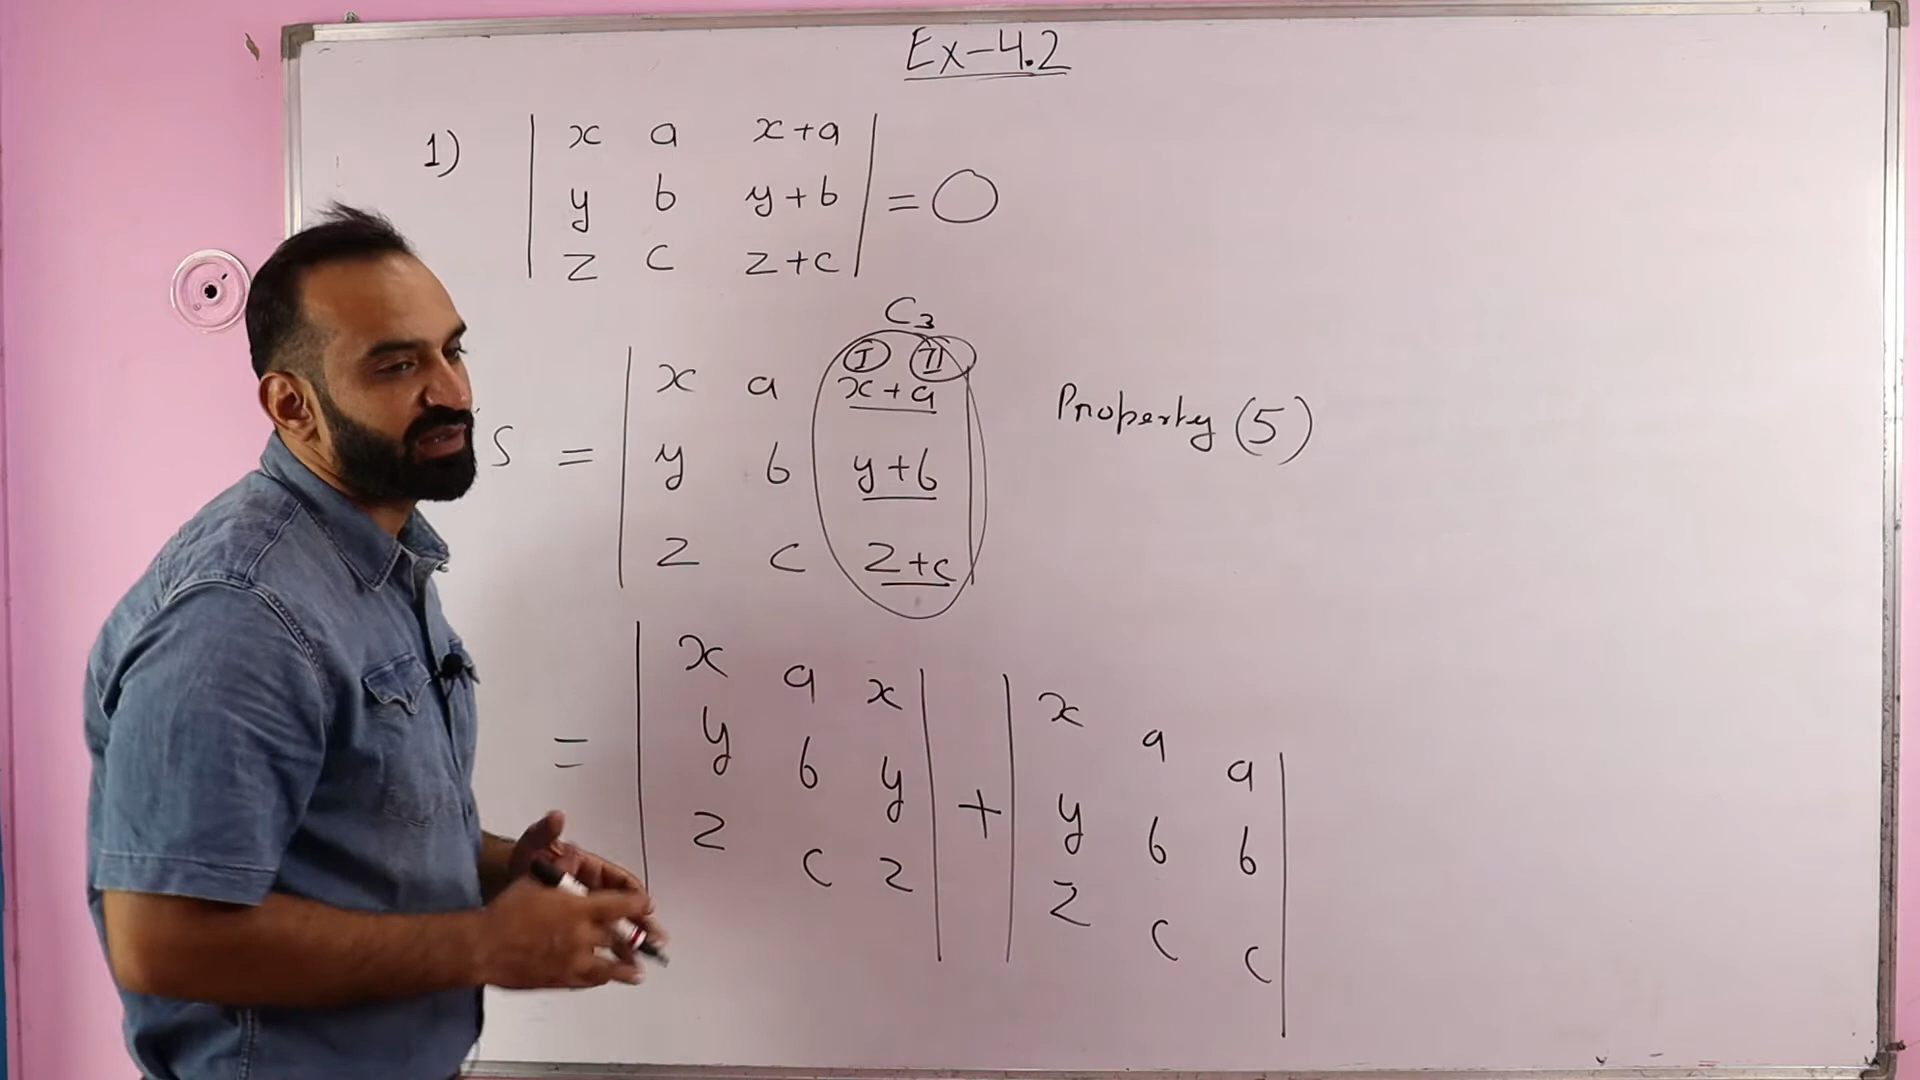 Ex-4.2
1) | x a x+a |
| y b y+b | = 0
| z c z+c |
C3
I II
| x a x+a |
S = | y b y+b | Property (5)
| z c z+c |
| x a x | | x a a |
= | y b y | + | y b b |
| z c z | | z c c |